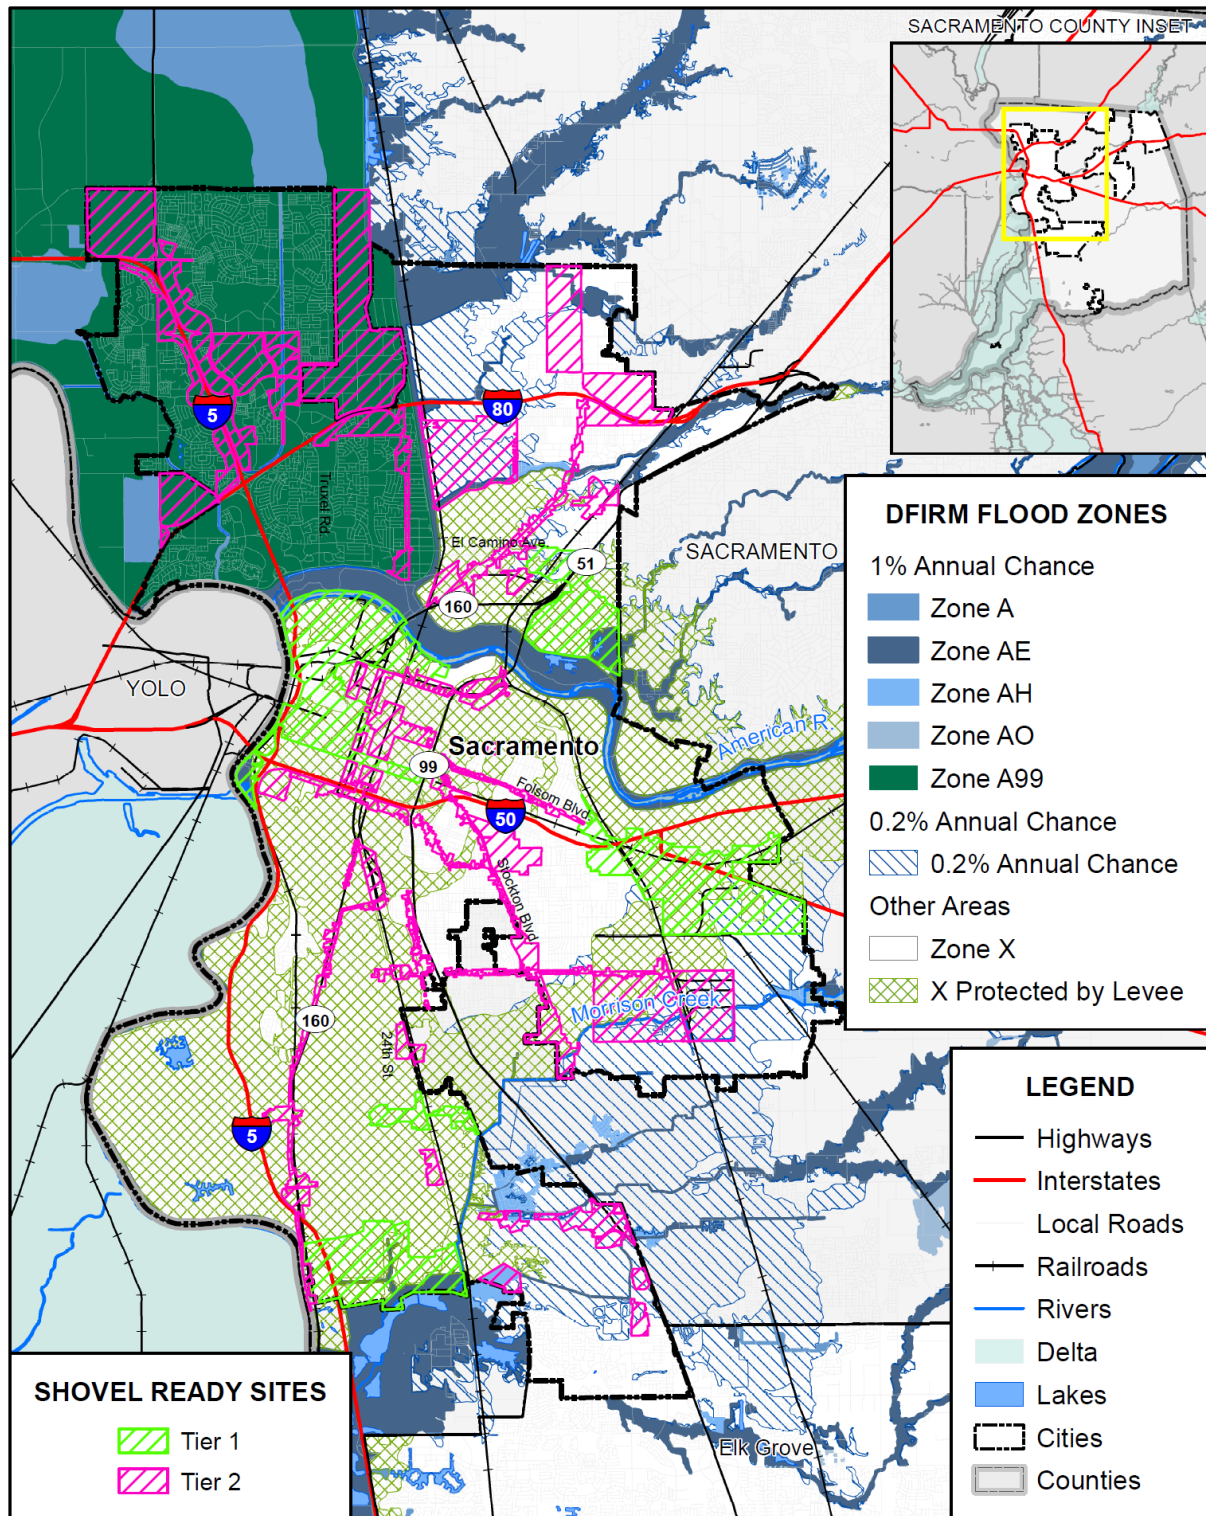 SACRAMENTO COUNTY INSET
5
80
Truxel Rd.
El Camino Ave.
51
160
SACRAMENTO
YOLO
American R
Sacramento
99
Folsom Blvd
50
Stockton Blvd
Morrison Creek
160
24th St.
5
Elk Grove
DFIRM FLOOD ZONES
1% Annual Chance
Zone A
Zone AE
Zone AH
Zone AO
Zone A99
0.2% Annual Chance
0.2% Annual Chance
Other Areas
Zone X
X Protected by Levee
LEGEND
Highways
Interstates
Local Roads
Railroads
Rivers
Delta
Lakes
Cities
Counties
SHOVEL READY SITES
Tier 1
Tier 2